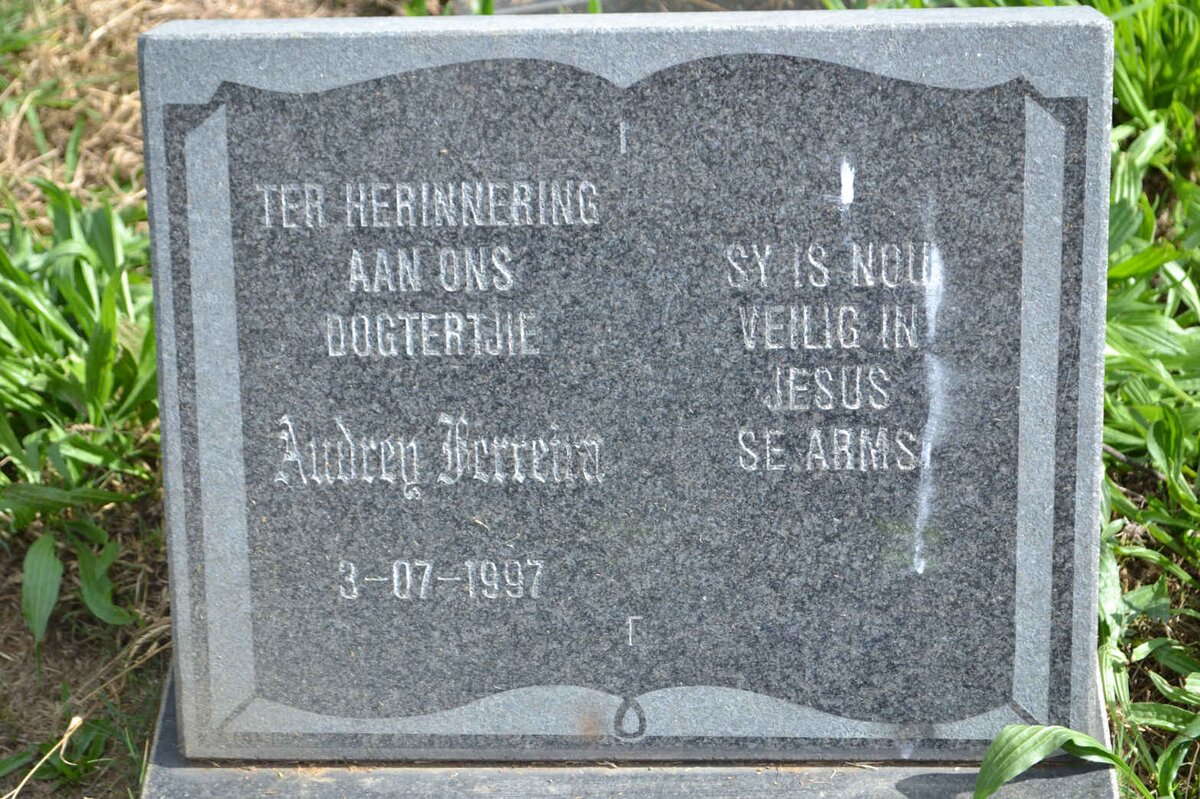 TER HERINNERING
AAN ONS
DOGTERTJIE
Audrey Ferreira
3-07-1997
SY IS NOU
VEILIG IN
JESUS
SE ARMS